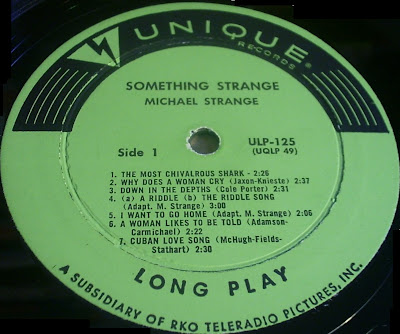 UNIQUE
RECORDS
SOMETHING STRANGE
MICHAEL STRANGE
Side 1
ULP-125
(UQLP 49)
1. THE MOST CHIVALROUS SHARK - 2:26
2. WHY DOES A WOMAN CRY (Jaxon-Knieste) 2:37
3. DOWN IN THE DEPTHS (Cole Porter) 2:31
4. (a) A RIDDLE (b) THE RIDDLE SONG
(Adapt. M. Strange) 3:00
5. I WANT TO GO HOME (Adapt. M. Strange) 2:06
6. A WOMAN LIKES TO BE TOLD (Adamson-
Carmichael) 2:22
7. CUBAN LOVE SONG (McHugh-Fields-
Stathart) 2:30
LONG PLAY
A SUBSIDIARY OF RKO TELERADIO PICTURES, INC.